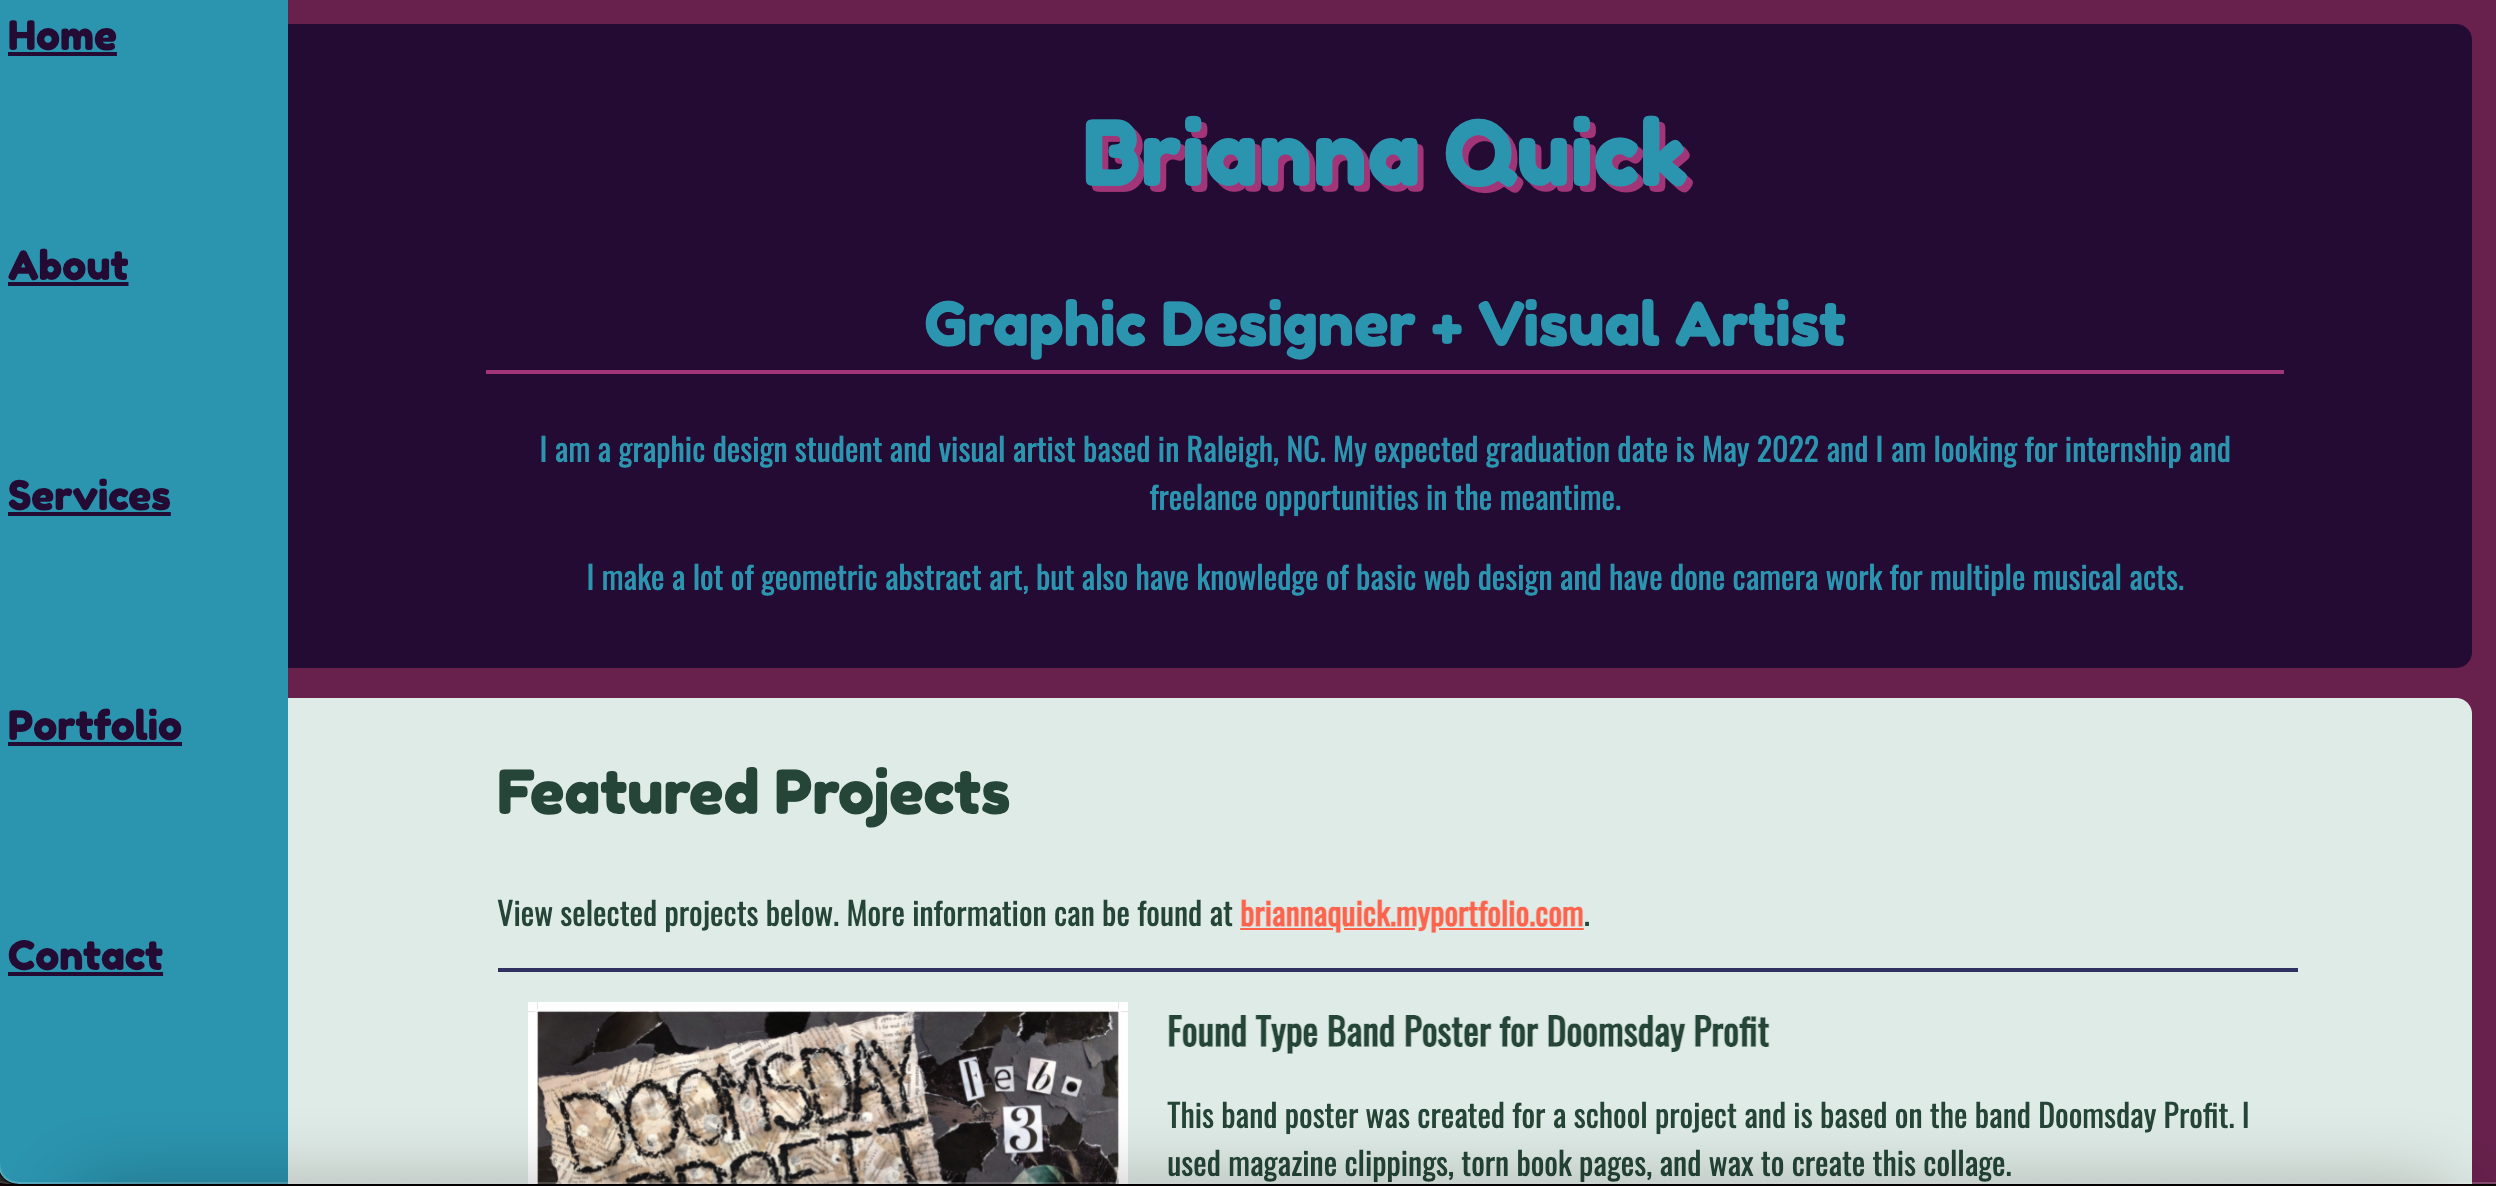 Home
About
Services
Portfolio
Contact
Brianna Quick
Graphic Designer + Visual Artist
I am a graphic design student and visual artist based in Raleigh, NC. My expected graduation date is May 2022 and I am looking for internship and
freelance opportunities in the meantime.
I make a lot of geometric abstract art, but also have knowledge of basic web design and have done camera work for multiple musical acts.
Featured Projects
View selected projects below. More information can be found at briannaquick.myportfolio.com.
DOOMSDAY
Feb.
3
Found Type Band Poster for Doomsday Profit
This band poster was created for a school project and is based on the band Doomsday Profit. I
used magazine clippings, torn book pages, and wax to create this collage.